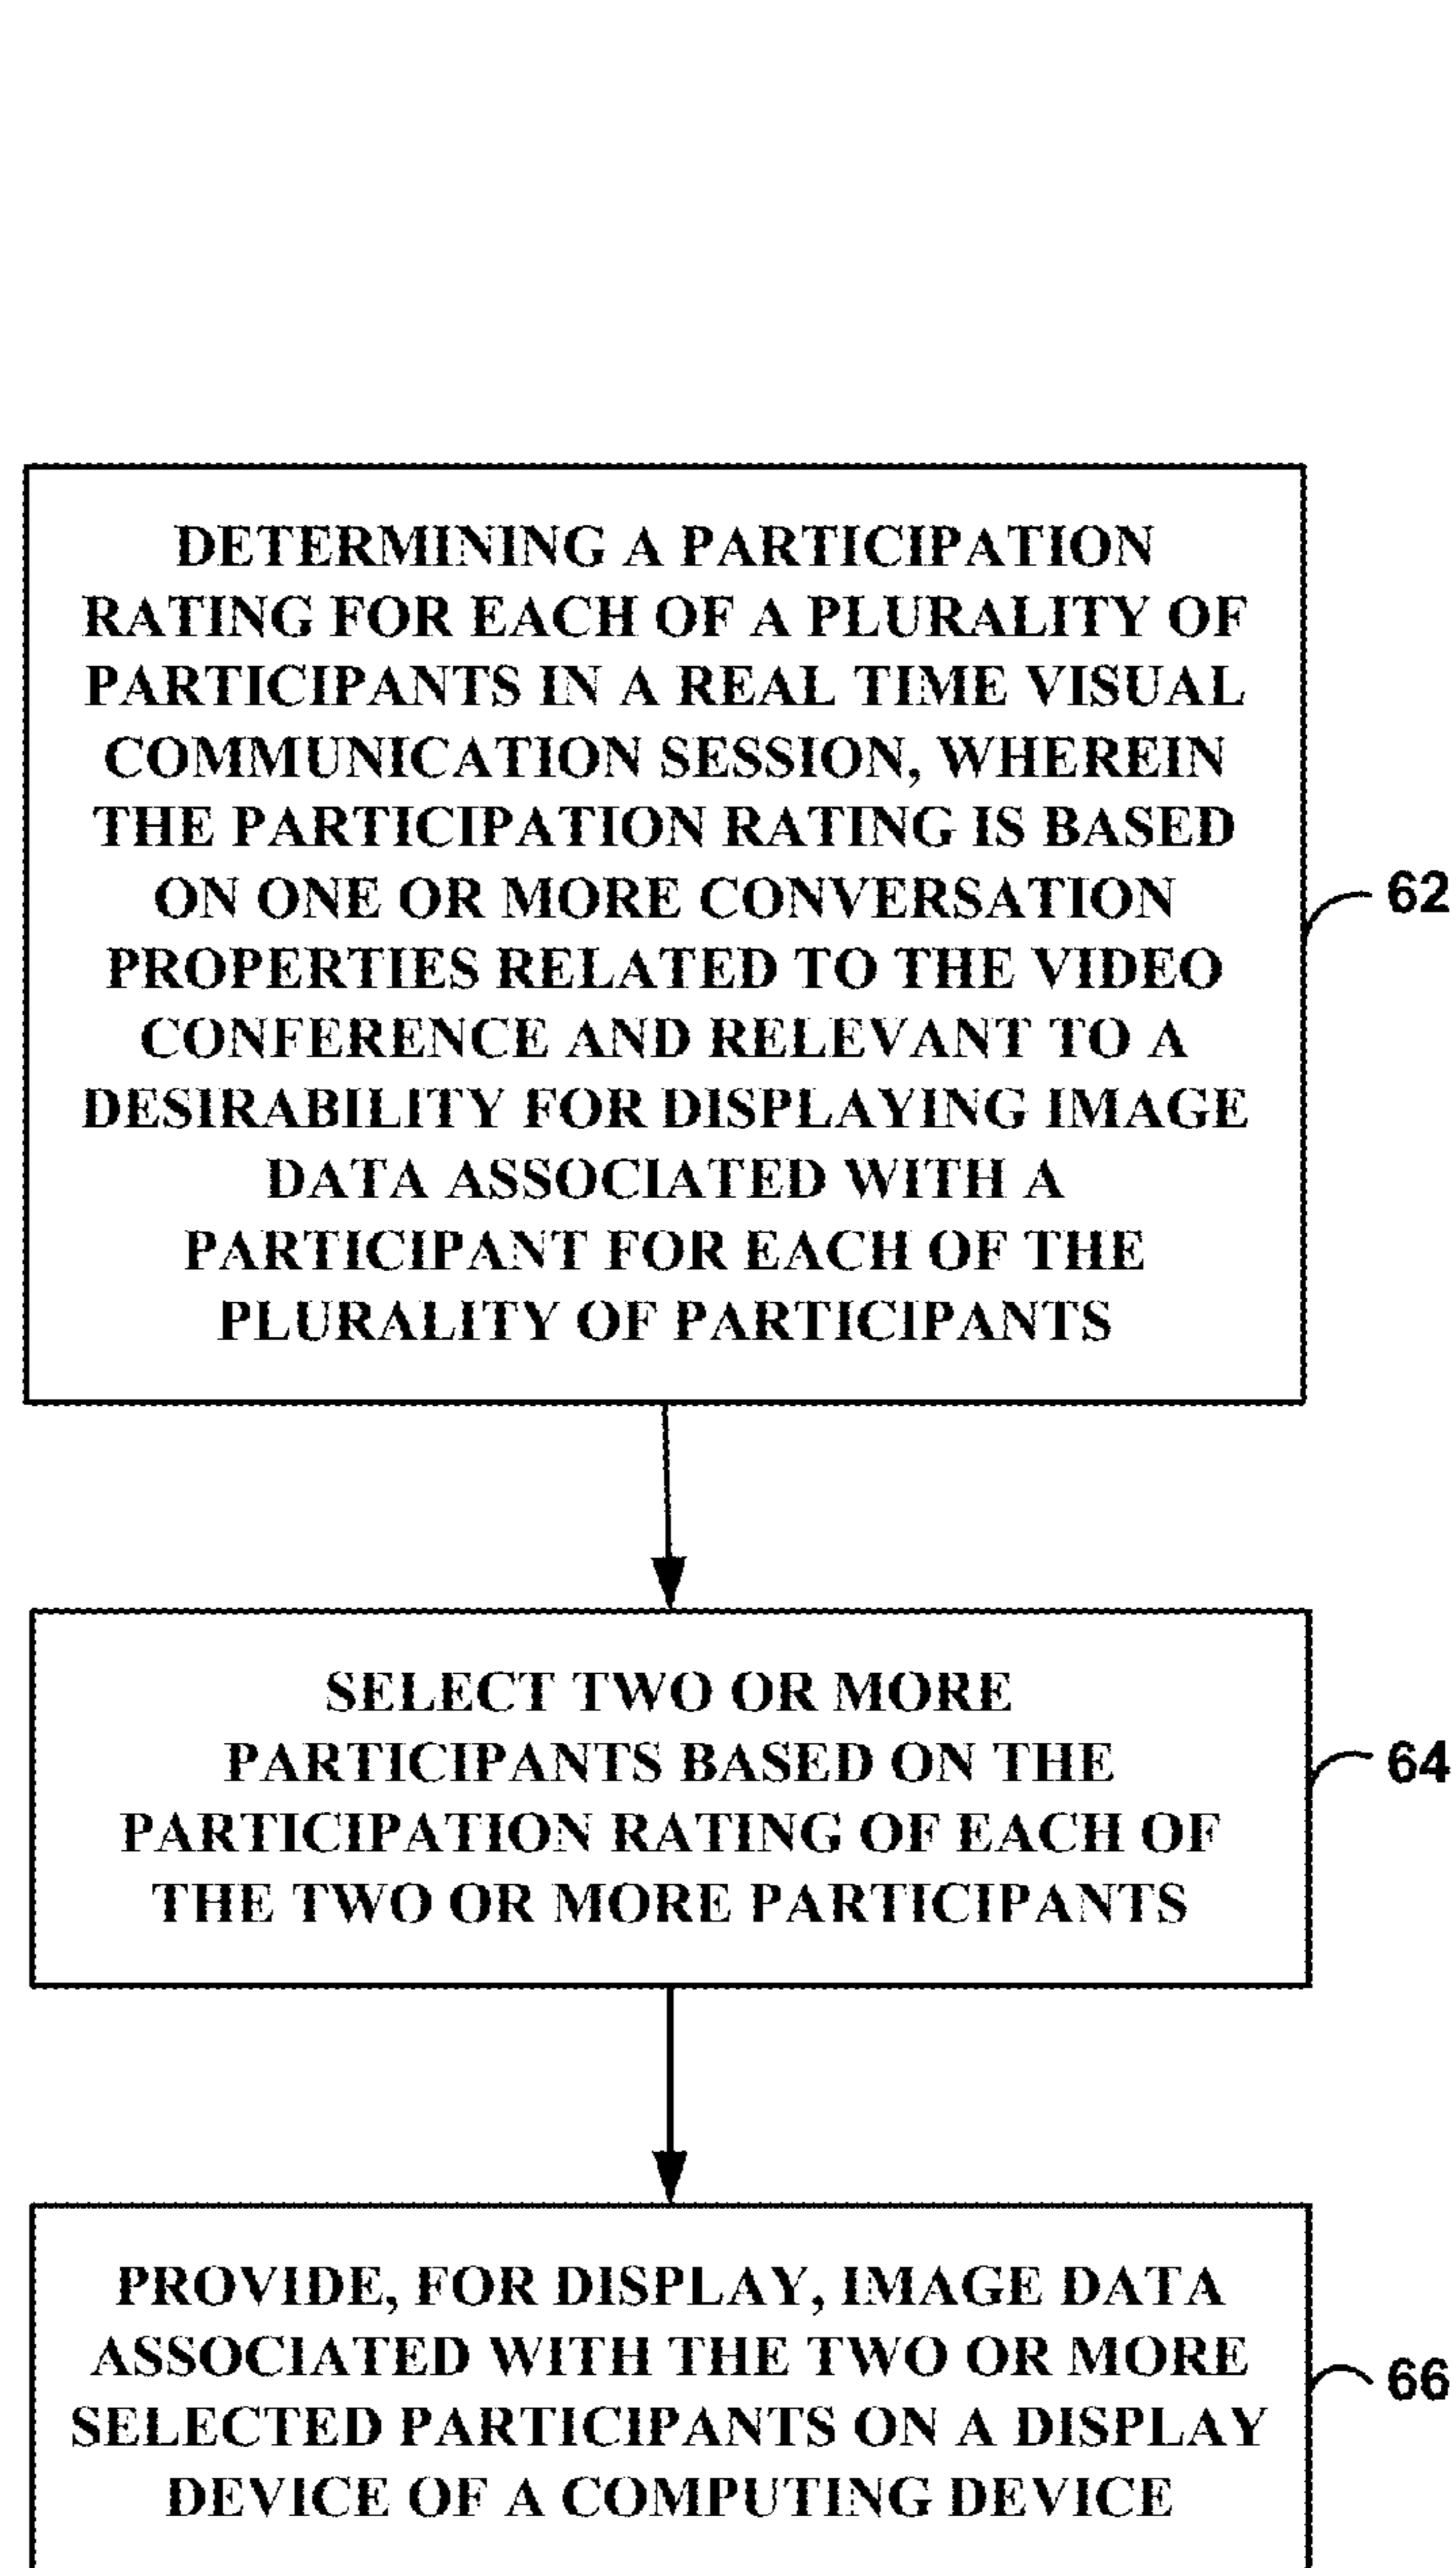 DETERMINING A PARTICIPATION
RATING FOR EACH OF A PLURALITY OF
PARTICIPANTS IN A REAL TIME VISUAL
COMMUNICATION SESSION, WHEREIN
THE PARTICIPATION RATING IS BASED
ON ONE OR MORE CONVERSATION
PROPERTIES RELATED TO THE VIDEO
CONFERENCE AND RELEVANT TO A
DESIRABILITY FOR DISPLAYING IMAGE
DATA ASSOCIATED WITH A
PARTICIPANT FOR EACH OF THE
PLURALITY OF PARTICIPANTS
62
SELECT TWO OR MORE
PARTICIPANTS BASED ON THE
PARTICIPATION RATING OF EACH OF
THE TWO OR MORE PARTICIPANTS
64
PROVIDE, FOR DISPLAY, IMAGE DATA
ASSOCIATED WITH THE TWO OR MORE
SELECTED PARTICIPANTS ON A DISPLAY
DEVICE OF A COMPUTING DEVICE
66